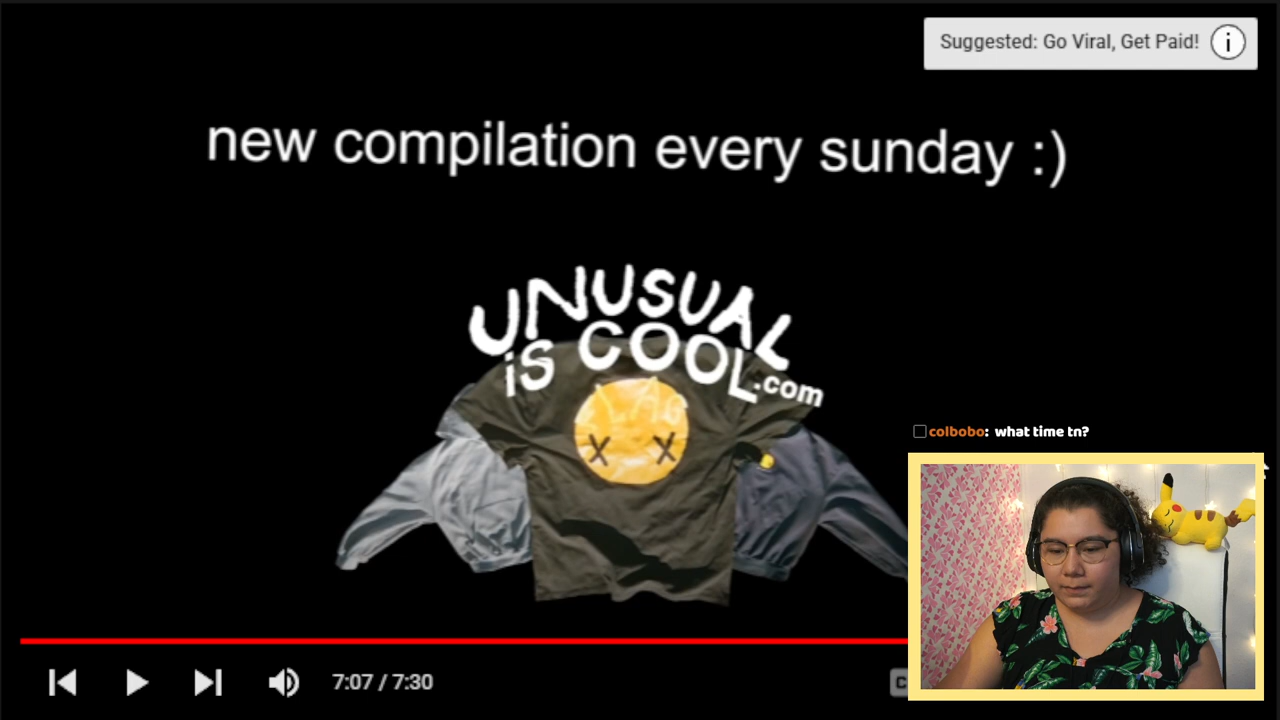 Suggested: Go Viral, Get Paid!
new compilation every sunday :)
UNUSUAL
iS COOL.com
colbobo: what time tn?
7:07 / 7:30